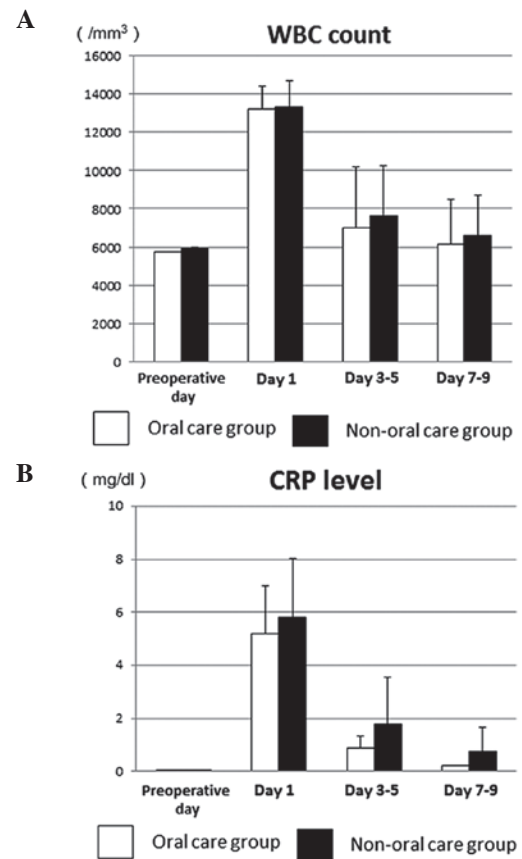 A
( /mm³ )
WBC count
16000
14000
12000
10000
8000
6000
4000
2000
0
Preoperative day
Day 1
Day 3-5
Day 7-9
Oral care group
Non-oral care group
B
( mg/dl )
CRP level
10
8
6
4
2
0
Preoperative day
Day 1
Day 3-5
Day 7-9
Oral care group
Non-oral care group